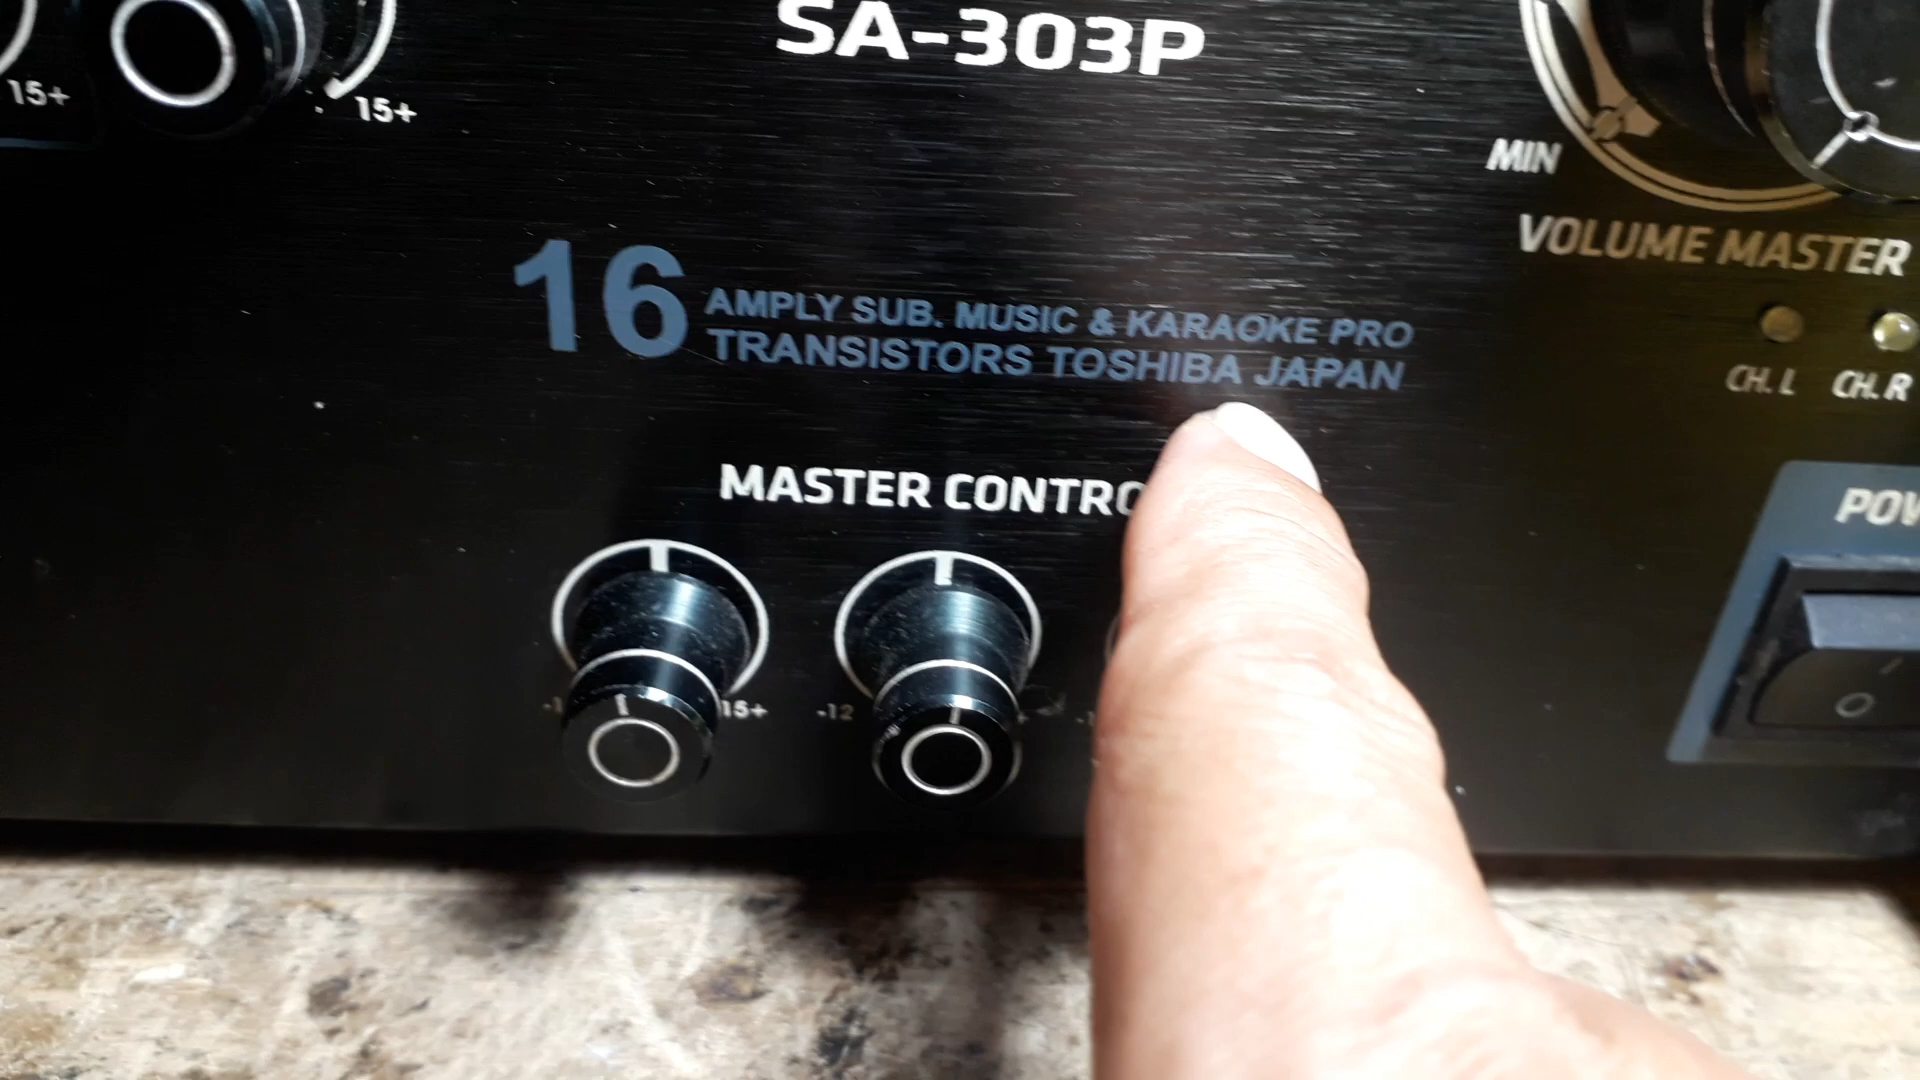 SA-303P
15+
15+
MIN
VOLUME MASTER
16 AMPLY SUB. MUSIC & KARAOKE PRO
TRANSISTORS TOSHIBA JAPAN
CH. L CH. R
MASTER
15+
-12